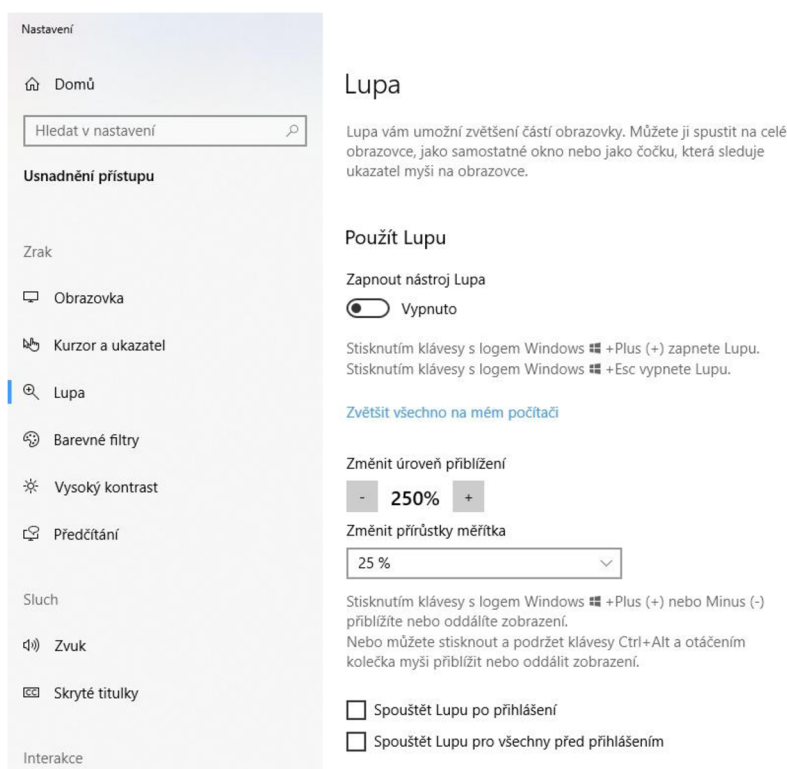 Nastavení
Domů
Hledat v nastavení
Usnadnění přístupu
Zrak
Obrazovka
Kurzor a ukazatel
Lupa
Barevné filtry
Vysoký kontrast
Předčítání
Sluch
Zvuk
CC Skryté titulky
Interakce
Lupa
Lupa vám umožní zvětšení částí obrazovky. Můžete ji spustit na celé
obrazovce, jako samostatné okno nebo jako čočku, která sleduje
ukazatel myši na obrazovce.
Použít Lupu
Zapnout nástroj Lupa
Vypnuto
Stisknutím klávesy s logem Windows +Plus (+) zapnete Lupu.
Stisknutím klávesy s logem Windows +Esc vypnete Lupu.
Zvětšit všechno na mém počítači
Změnit úroveň přiblížení
- 250% +
Změnit přírůstky měřítka
25 %
Stisknutím klávesy s logem Windows +Plus (+) nebo Minus (-)
přiblížíte nebo oddálíte zobrazení.
Nebo můžete stisknout a podržet klávesy Ctrl+Alt a otáčením
kolečka myši přiblížit nebo oddálit zobrazení.
Spouštět Lupu po přihlášení
Spouštět Lupu pro všechny před přihlášením